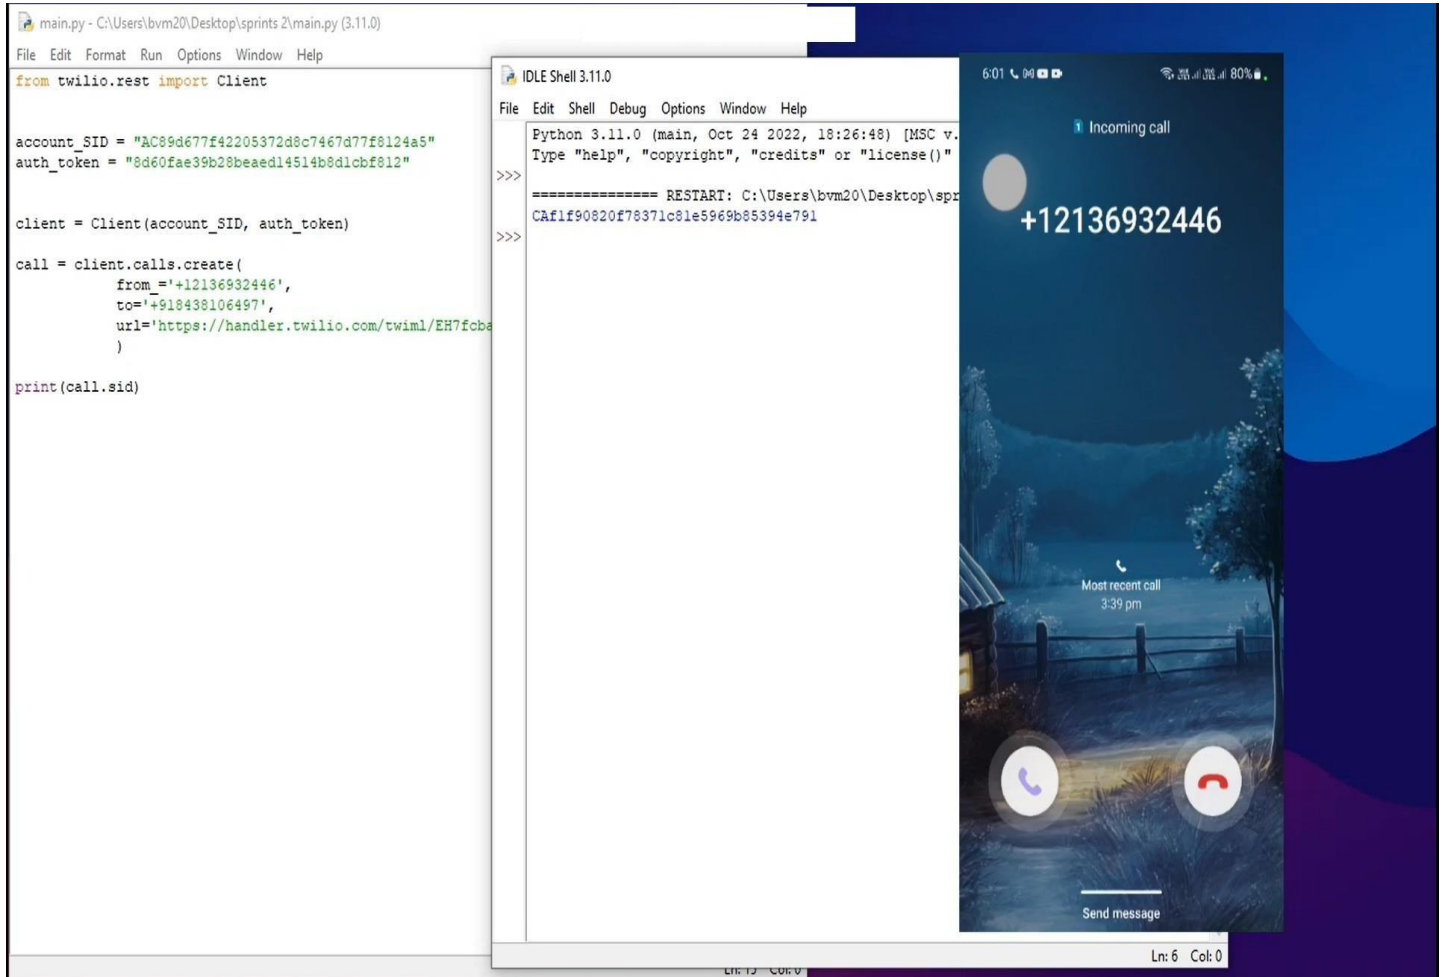 main.py - C:\Users\bvm20\Desktop\sprints 2\main.py (3.11.0)
File Edit Format Run Options Window Help
from twilio.rest import Client
account_SID = "AC89d677f42205372d8c7467d77f8124a5"
auth_token = "8d60fae39b28beaed14514b8d1cbf812"
client = Client(account_SID, auth_token)
call = client.calls.create(
from_='+12136932446',
to='+918438106497',
url='https://handler.twilio.com/twiml/EH7fcba
)
print(call.sid)
Ln: 15 Col: 0
IDLE Shell 3.11.0
File Edit Shell Debug Options Window Help
Python 3.11.0 (main, Oct 24 2022, 18:26:48) [MSC v.
Type "help", "copyright", "credits" or "license()"
>>>
=============== RESTART: C:\Users\bvm20\Desktop\spr
CAf1f90820f78371c81e5969b85394e791
>>>
Ln: 6 Col: 0
6:01 80%
1 Incoming call
+12136932446
Most recent call
3:39 pm
Send message